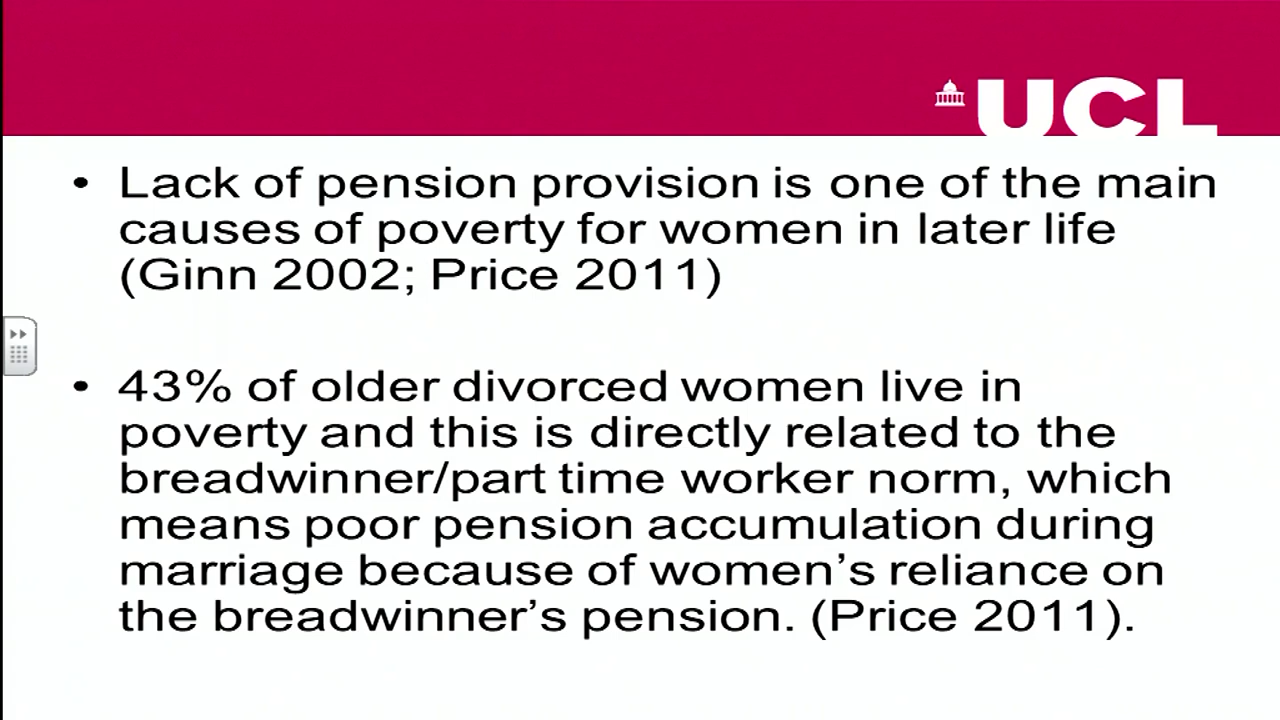 UCL
• Lack of pension provision is one of the main
causes of poverty for women in later life
(Ginn 2002; Price 2011)
• 43% of older divorced women live in
poverty and this is directly related to the
breadwinner/part time worker norm, which
means poor pension accumulation during
marriage because of women’s reliance on
the breadwinner’s pension. (Price 2011).